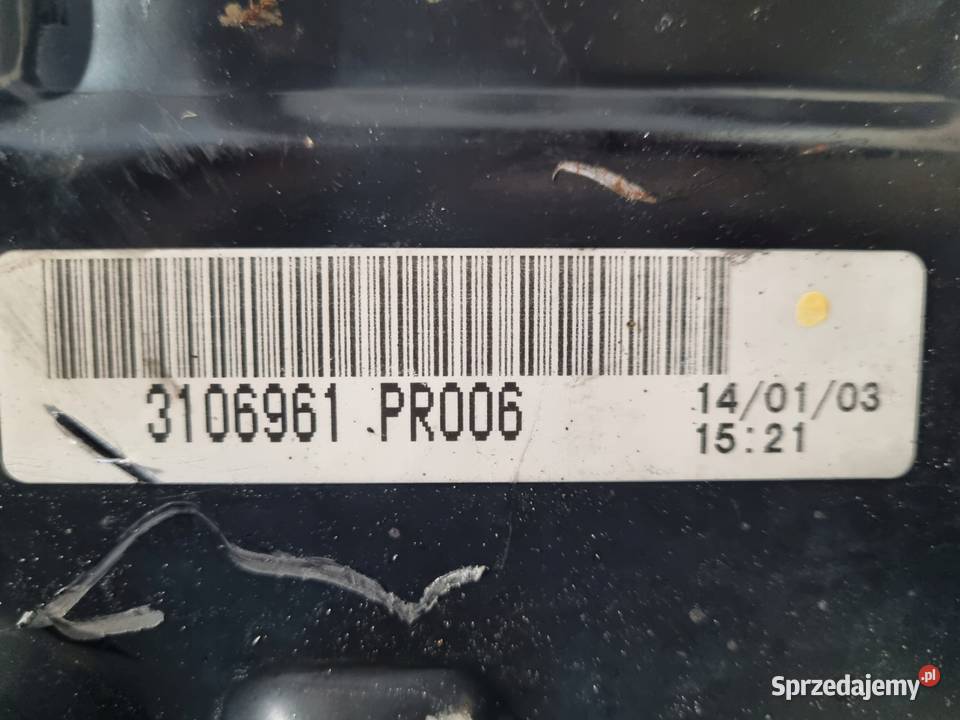 3106961 PR006
14/01/03
15:21
Sprzedajemy.pl